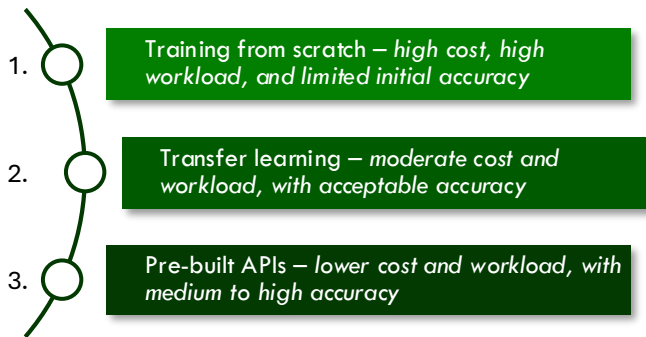 1. Training from scratch – high cost, high
workload, and limited initial accuracy
2. Transfer learning – moderate cost and
workload, with acceptable accuracy
3. Pre-built APIs – lower cost and workload, with
medium to high accuracy